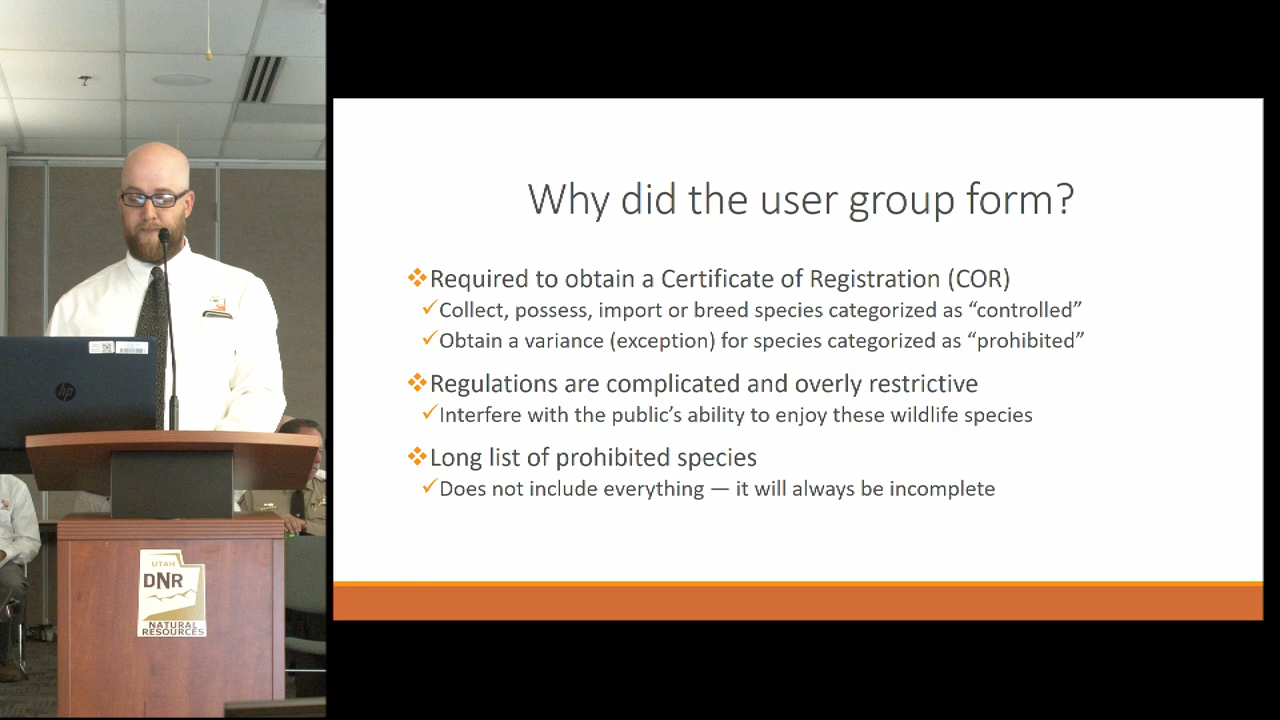 Why did the user group form?
❖Required to obtain a Certificate of Registration (COR)
✓Collect, possess, import or breed species categorized as “controlled”
✓Obtain a variance (exception) for species categorized as “prohibited”
❖Regulations are complicated and overly restrictive
✓Interfere with the public’s ability to enjoy these wildlife species
❖Long list of prohibited species
✓Does not include everything — it will always be incomplete
hp
UTAH
DNR
NATURAL
RESOURCES